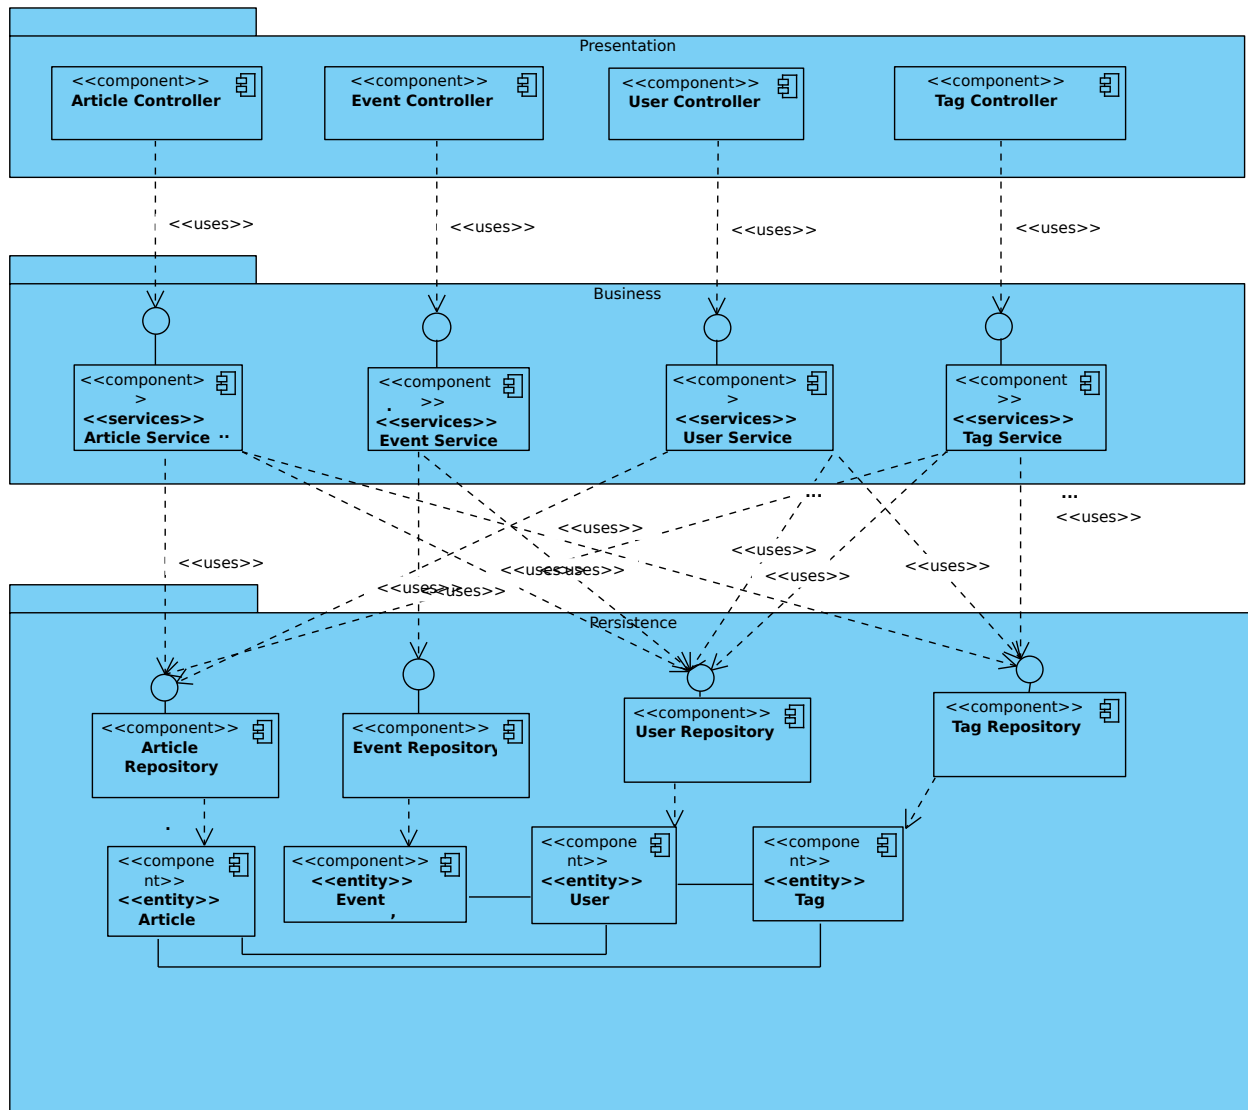 Presentation
<<component>>
Article Controller
<<component>>
Event Controller
<<component>>
User Controller
<<component>>
Tag Controller
<<uses>>
<<uses>>
<<uses>>
<<uses>>
Business
<<component>
>
<<services>>
Article Service ..
<<component
. >>
<<services>>
Event Service
<<component>
>
<<services>>
User Service
<<component
>>
<<services>>
Tag Service
...
...
<<uses>>
<<uses>>
<<uses>>
<<uses>>
<<uses>>
<<uses>>
<<uses>>
<<uses>>
<<uses>>
<<uses>>
Persistence
<<component>>
Article
Repository
<<component>>
Event Repository
<<component>>
User Repository
<<component>>
Tag Repository
.
<<compone
nt>>
<<entity>>
Article
<<component>>
<<entity>>
Event
,
<<compone
nt>>
<<entity>>
User
<<compone
nt>>
<<entity>>
Tag